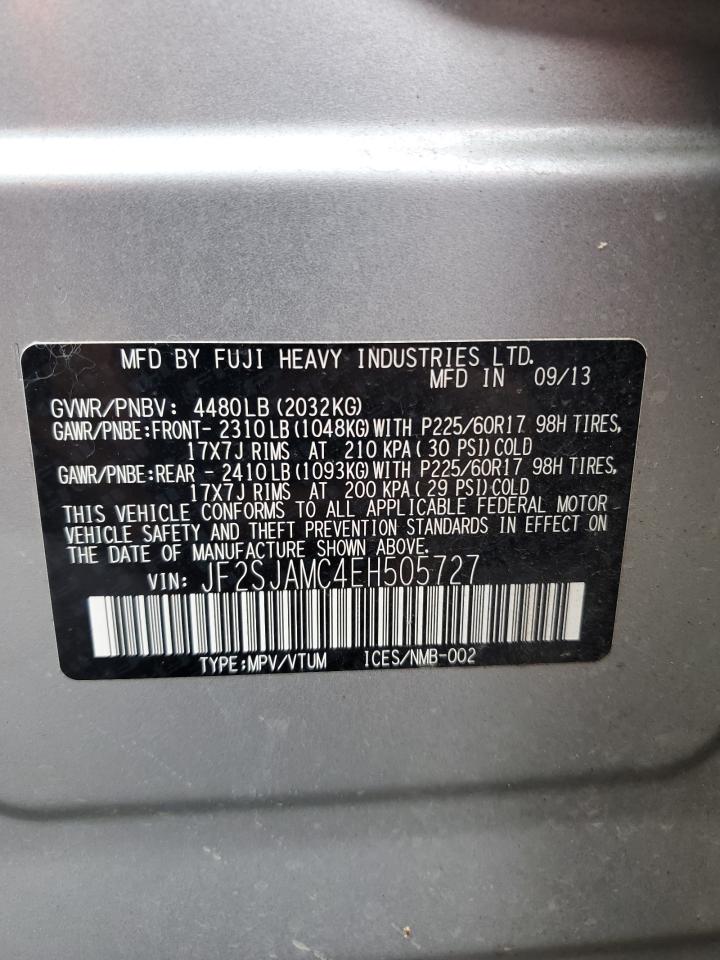 MFD BY FUJI HEAVY INDUSTRIES LTD.
MFD IN 09/13
GVWR/PNBV: 4480LB (2032KG)
GAWR/PNBE:FRONT- 2310LB(1048KG)WITH P225/60R17 98H TIRES,
17X7J RIMS AT 210 KPA (30 PSI)COLD
GAWR/PNBE:REAR - 2410LB(1093KG)WITH P225/60R17 98H TIRES,
17X7J RIMS AT 200 KPA (29 PSI)COLD
THIS VEHICLE CONFORMS TO ALL APPLICABLE FEDERAL MOTOR
VEHICLE SAFETY AND THEFT PREVENTION STANDARDS IN EFFECT ON
THE DATE OF MANUFACTURE SHOWN ABOVE.
VIN: JF2SJAMC4EH505727
TYPE:MPV/VTUM ICES/NMB-002